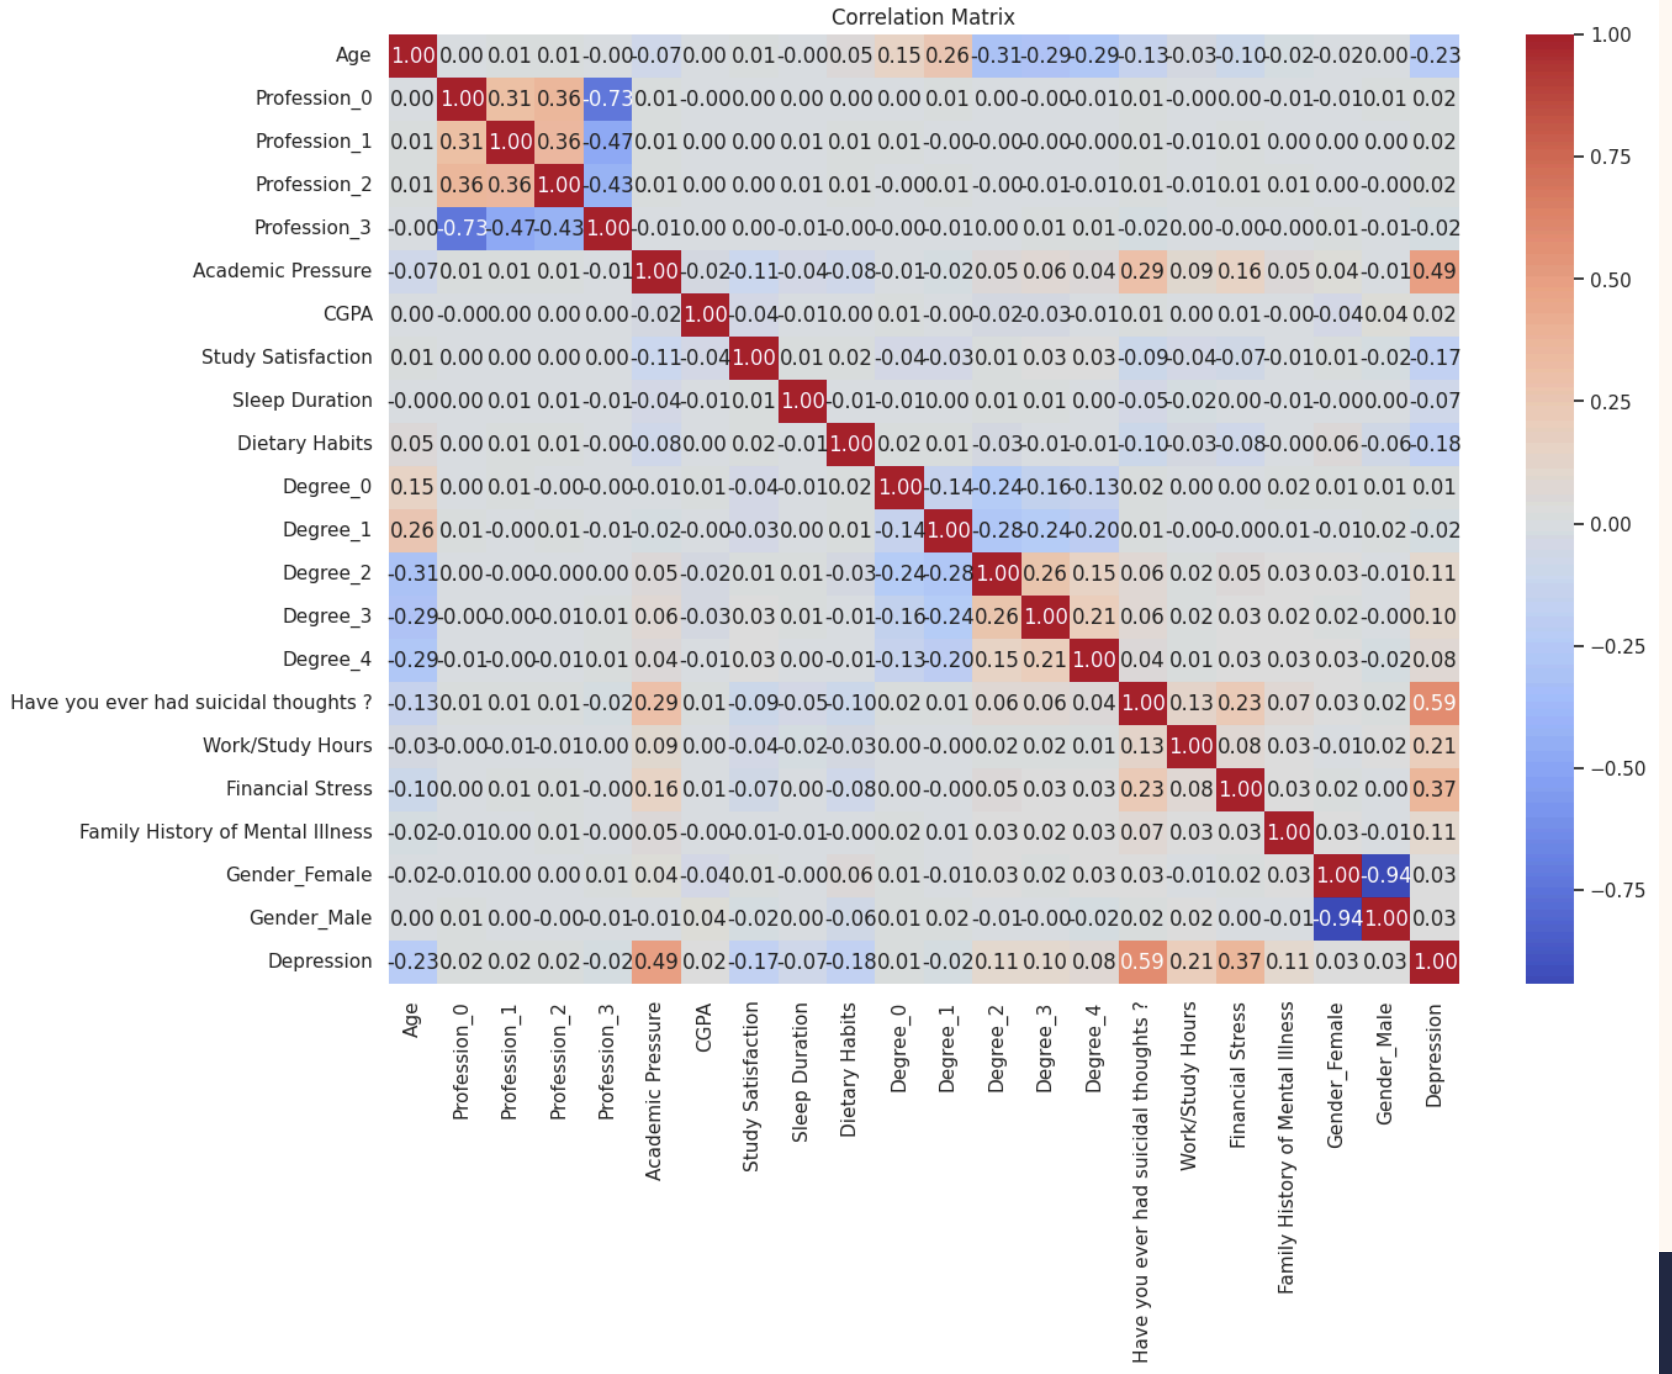 Correlation Matrix
Age 1.00 0.00 0.01 0.01 -0.00 -0.07 0.00 0.01 -0.00 0.05 0.15 0.26 -0.31 -0.29 -0.29 -0.13 -0.03 -0.10 -0.02 -0.02 0.00 -0.23
Profession_0 0.00 1.00 0.31 0.36 -0.73 0.01 -0.00 0.00 0.00 0.00 0.00 0.01 0.00 -0.00 -0.01 0.01 -0.00 0.00 -0.01 -0.01 0.01 0.02
Profession_1 0.01 0.31 1.00 0.36 -0.47 0.01 0.00 0.00 0.01 0.01 0.01 -0.00 -0.00 -0.00 -0.00 0.01 -0.01 0.01 0.00 0.00 0.00 0.02
Profession_2 0.01 0.36 0.36 1.00 -0.43 0.01 0.00 0.00 0.01 0.01 -0.00 0.01 -0.00 -0.01 -0.01 0.01 -0.01 0.01 0.01 0.00 -0.00 0.02
Profession_3 -0.00 -0.73 -0.47 -0.43 1.00 -0.01 0.00 0.00 -0.01 -0.00 -0.00 -0.01 0.00 0.01 0.01 -0.02 0.00 -0.00 -0.00 0.01 -0.01 -0.02
Academic Pressure -0.07 0.01 0.01 0.01 -0.01 1.00 -0.02 -0.11 -0.04 -0.08 -0.01 -0.02 0.05 0.06 0.04 0.29 0.09 0.16 0.05 0.04 -0.01 0.49
CGPA 0.00 -0.00 0.00 0.00 0.00 -0.02 1.00 -0.04 -0.01 0.00 0.01 -0.00 -0.02 -0.03 -0.01 0.01 0.00 0.01 -0.00 -0.04 0.04 0.02
Study Satisfaction 0.01 0.00 0.00 0.00 0.00 -0.11 -0.04 1.00 0.01 0.02 -0.04 -0.03 0.01 0.03 0.03 -0.09 -0.04 -0.07 -0.01 0.01 -0.02 -0.17
Sleep Duration -0.00 0.00 0.01 0.01 -0.01 -0.04 -0.01 0.01 1.00 -0.01 -0.01 0.00 0.01 0.01 0.00 -0.05 -0.02 0.00 -0.01 -0.00 0.00 -0.07
Dietary Habits 0.05 0.00 0.01 0.01 -0.00 -0.08 0.00 0.02 -0.01 1.00 0.02 0.01 -0.03 -0.01 -0.01 -0.10 -0.03 -0.08 -0.00 0.06 -0.06 -0.18
Degree_0 0.15 0.00 0.01 -0.00 -0.00 -0.01 0.01 -0.04 -0.01 0.02 1.00 -0.14 -0.24 -0.16 -0.13 0.02 0.00 0.00 0.02 0.01 0.01 0.01
Degree_1 0.26 0.01 -0.00 0.01 -0.01 -0.02 -0.00 -0.03 0.00 0.01 -0.14 1.00 -0.28 -0.24 -0.20 0.01 -0.00 -0.00 0.01 -0.01 0.02 -0.02
Degree_2 -0.31 0.00 -0.00 -0.00 0.00 0.05 -0.02 0.01 0.01 -0.03 -0.24 -0.28 1.00 0.26 0.15 0.06 0.02 0.05 0.03 0.03 -0.01 0.11
Degree_3 -0.29 -0.00 -0.00 -0.01 0.01 0.06 -0.03 0.03 0.01 -0.01 -0.16 -0.24 0.26 1.00 0.21 0.06 0.02 0.03 0.02 0.02 -0.00 0.10
Degree_4 -0.29 -0.01 -0.00 -0.01 0.01 0.04 -0.01 0.03 0.00 -0.01 -0.13 -0.20 0.15 0.21 1.00 0.04 0.01 0.03 0.03 0.03 -0.02 0.08
Have you ever had suicidal thoughts ? -0.13 0.01 0.01 0.01 -0.02 0.29 0.01 -0.09 -0.05 -0.10 0.02 0.01 0.06 0.06 0.04 1.00 0.13 0.23 0.07 0.03 0.02 0.59
Work/Study Hours -0.03 -0.00 -0.01 -0.01 0.00 0.09 0.00 -0.04 -0.02 -0.03 0.00 -0.00 0.02 0.02 0.01 0.13 1.00 0.08 0.03 -0.01 0.02 0.21
Financial Stress -0.10 0.00 0.01 0.01 -0.00 0.16 0.01 -0.07 0.00 -0.08 0.00 -0.00 0.05 0.03 0.03 0.23 0.08 1.00 0.03 0.02 0.00 0.37
Family History of Mental Illness -0.02 -0.01 0.00 0.01 -0.00 0.05 -0.00 -0.01 -0.01 -0.00 0.02 0.01 0.03 0.02 0.03 0.07 0.03 0.03 1.00 0.03 -0.01 0.11
Gender_Female -0.02 -0.01 0.00 0.00 0.01 0.04 -0.04 0.01 -0.00 0.06 0.01 -0.01 0.03 0.02 0.03 0.03 -0.01 0.02 0.03 1.00 -0.94 0.03
Gender_Male 0.00 0.01 0.00 -0.00 -0.01 -0.01 0.04 -0.02 0.00 -0.06 0.01 0.02 -0.01 -0.00 -0.02 0.02 0.02 0.00 -0.01 -0.94 1.00 0.03
Depression -0.23 0.02 0.02 0.02 -0.02 0.49 0.02 -0.17 -0.07 -0.18 0.01 -0.02 0.11 0.10 0.08 0.59 0.21 0.37 0.11 0.03 0.03 1.00
Age
Profession_0
Profession_1
Profession_2
Profession_3
Academic Pressure
CGPA
Study Satisfaction
Sleep Duration
Dietary Habits
Degree_0
Degree_1
Degree_2
Degree_3
Degree_4
Have you ever had suicidal thoughts ?
Work/Study Hours
Financial Stress
Family History of Mental Illness
Gender_Female
Gender_Male
Depression
1.00
0.75
0.50
0.25
0.00
−0.25
−0.50
−0.75